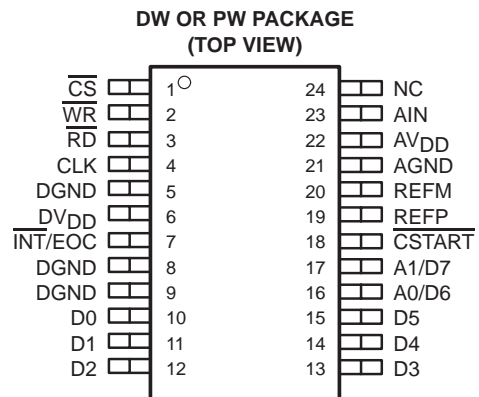 DW OR PW PACKAGE
(TOP VIEW)
CS 1 24 NC
WR 2 23 AIN
RD 3 22 AVDD
CLK 4 21 AGND
DGND 5 20 REFM
DVDD 6 19 REFP
INT/EOC 7 18 CSTART
DGND 8 17 A1/D7
DGND 9 16 A0/D6
D0 10 15 D5
D1 11 14 D4
D2 12 13 D3